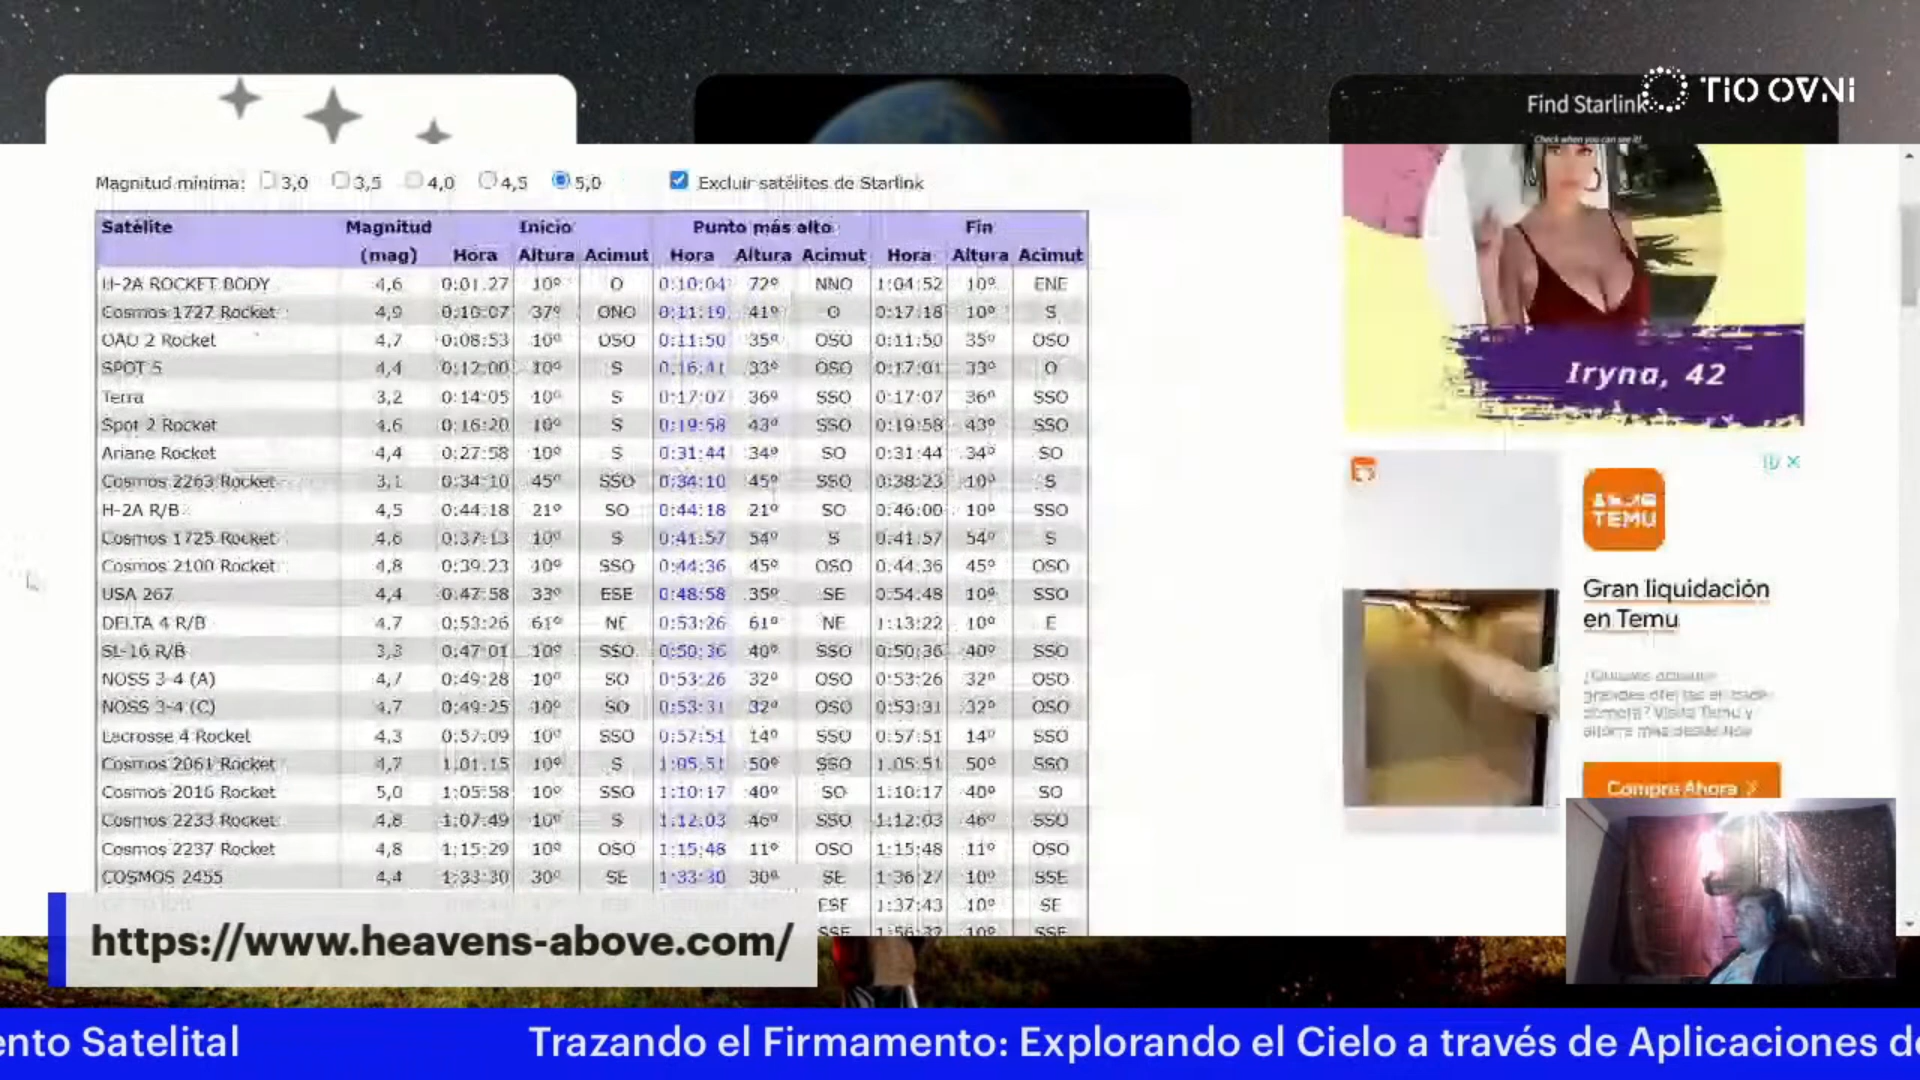 TIO OVNI
Find Starlink
Check when you can see it!
Magnitud mínima: 3,0 3,5 4,0 4,5 5,0 Excluir satélites de Starlink
Satélite Magnitud Inicio Punto más alto Fin
(mag) Hora Altura Acimut Hora Altura Acimut Hora Altura Acimut
H-2A ROCKET BODY 4,6 0:01:27 10° O 0:10:04 72° NNO 1:04:52 10° ENE
Cosmos 1727 Rocket 4,9 0:10:07 37° ONO 0:11:19 41° O 0:17:18 10° S
OAO 2 Rocket 4,7 0:08:53 10° OSO 0:11:50 35° OSO 0:11:50 35° OSO
SPOT 5 4,4 0:12:00 10° S 0:16:41 33° OSO 0:17:01 33° O
Terra 3,2 0:14:05 10° S 0:17:07 36° SSO 0:17:07 36° SSO
Spot 2 Rocket 4,6 0:16:20 10° S 0:19:58 43° SSO 0:19:58 43° SSO
Ariane Rocket 4,4 0:27:58 10° S 0:31:44 34° SO 0:31:44 34° SO
Cosmos 2263 Rocket 3,1 0:34:10 45° SSO 0:34:10 45° SSO 0:38:23 10° S
H-2A R/B 4,5 0:44:18 21° SO 0:44:18 21° SO 0:46:00 10° SSO
Cosmos 1725 Rocket 4,6 0:37:13 10° S 0:41:57 54° S 0:41:57 54° S
Cosmos 2100 Rocket 4,8 0:39:23 10° SSO 0:44:36 45° OSO 0:44:36 45° OSO
USA 267 4,4 0:47:58 33° ESE 0:48:58 35° SE 0:54:48 10° SSO
DELTA 4 R/B 4,7 0:53:26 61° NE 0:53:26 61° NE 1:13:22 10° E
SL-16 R/B 3,3 0:47:01 10° SSO 0:50:36 40° SSO 0:50:36 40° SSO
NOSS 3-4 (A) 4,7 0:49:28 10° SO 0:53:26 32° OSO 0:53:26 32° OSO
NOSS 3-4 (C) 4,7 0:49:25 10° SO 0:53:31 32° OSO 0:53:31 32° OSO
Lacrosse 4 Rocket 4,3 0:57:09 10° SSO 0:57:51 14° SSO 0:57:51 14° SSO
Cosmos 2061 Rocket 4,7 1:01:15 10° S 1:05:51 50° SSO 1:05:51 50° SSO
Cosmos 2016 Rocket 5,0 1:05:58 10° SSO 1:10:17 40° SO 1:10:17 40° SO
Cosmos 2233 Rocket 4,8 1:07:49 10° S 1:12:03 46° SSO 1:12:03 46° SSO
Cosmos 2237 Rocket 4,8 1:15:29 10° OSO 1:15:48 11° OSO 1:15:48 11° OSO
COSMOS 2455 4,4 1:33:30 30° SE 1:33:30 30° SE 1:36:27 10° SSE
ESE 1:37:43 10° SE
SSE 1:56:32 10° SSE
Iryna, 42
TEMU
Gran liquidación
en Temu
Compre Ahora
https://www.heavens-above.com/
ento Satelital Trazando el Firmamento: Explorando el Cielo a través de Aplicaciones de